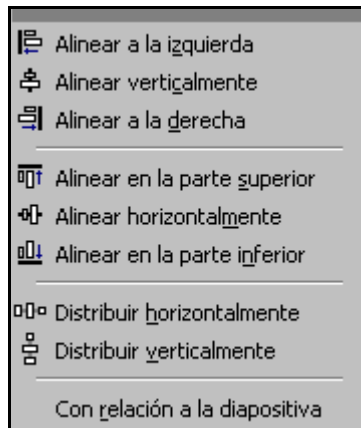 Alinear a la izquierda
Alinear verticalmente
Alinear a la derecha
Alinear en la parte superior
Alinear horizontalmente
Alinear en la parte inferior
Distribuir horizontalmente
Distribuir verticalmente
Con relación a la diapositiva